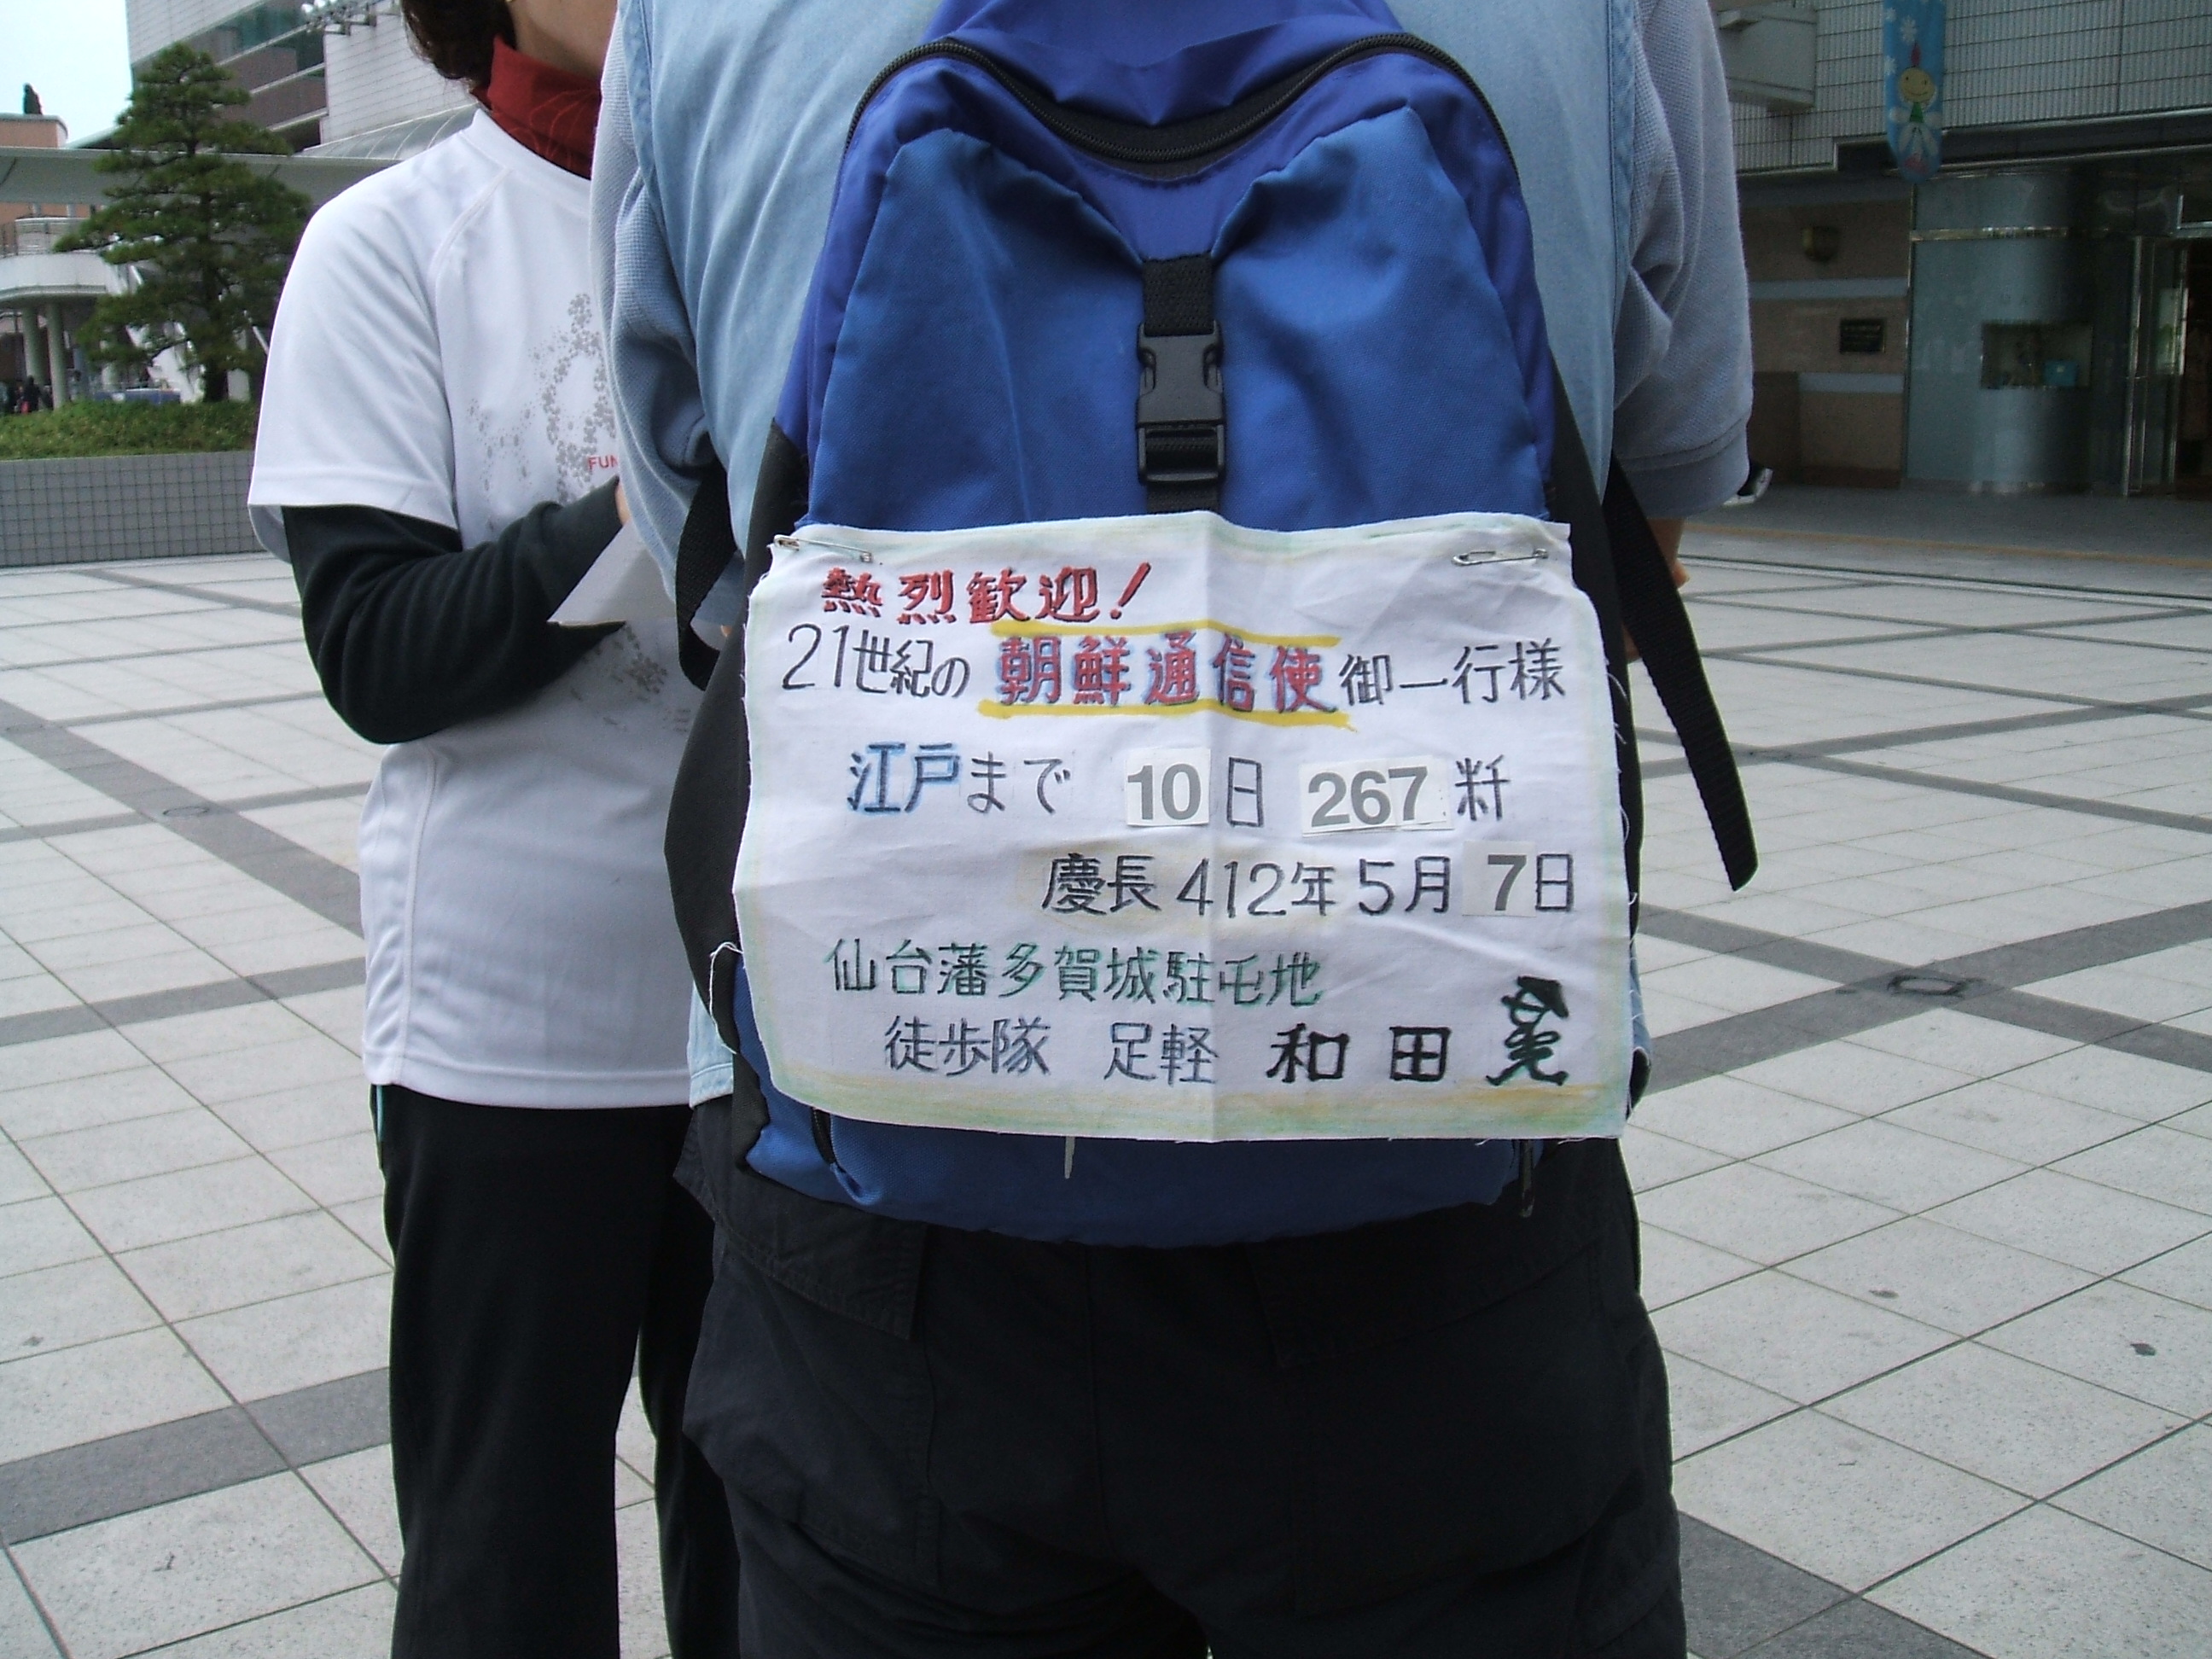 熱烈歓迎!
21世紀の朝鮮通信使御一行様
江戸まで 10日 267粁
慶長412年5月7日
仙台藩多賀城駐屯地
徒歩隊 足軽 和田
FUN